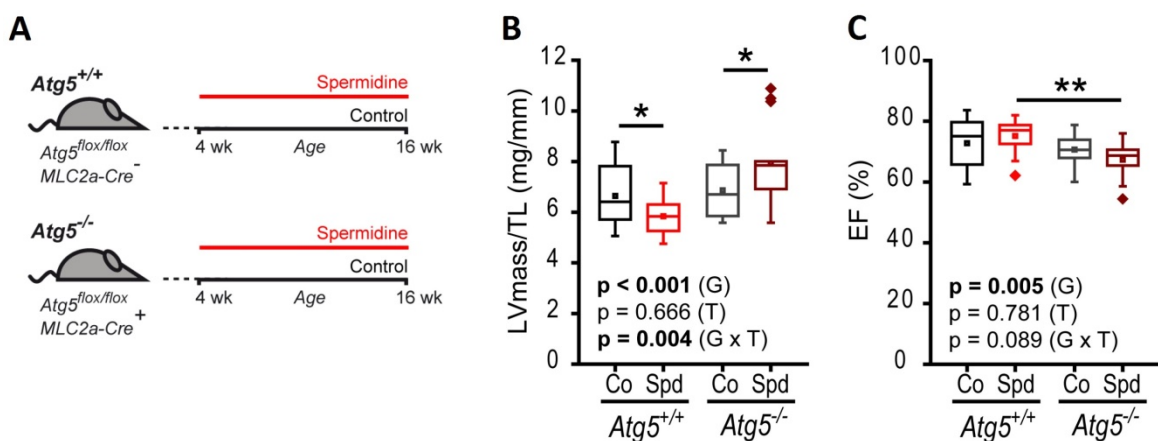 A
Atg5+/+
Spermidine
Control
4 wk Age 16 wk
Atg5flox/flox
MLC2a-Cre-
Atg5-/-
Spermidine
Control
4 wk Age 16 wk
Atg5flox/flox
MLC2a-Cre+
B
LVmass/TL (mg/mm)
12
10
8
6
4
2
0
*
*
p < 0.001 (G)
p = 0.666 (T)
p = 0.004 (G x T)
Co Spd Co Spd
Atg5+/+ Atg5-/-
C
EF (%)
100
80
60
40
20
0
**
p = 0.005 (G)
p = 0.781 (T)
p = 0.089 (G x T)
Co Spd Co Spd
Atg5+/+ Atg5-/-